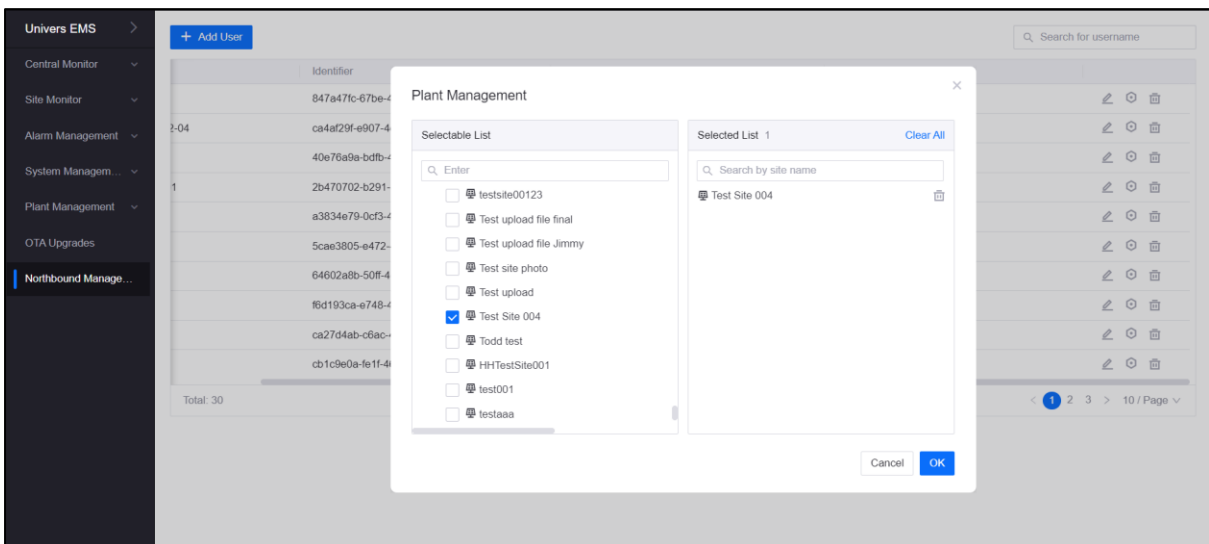 Univers EMS
Central Monitor
Site Monitor
Alarm Management
System Managem...
Plant Management
OTA Upgrades
Northbound Manage...
+ Add User
Search for username
Identifier
847a47fc-67be-4
2-04 ca4af29f-e907-4
40e76a9a-bdfb-4
1 2b470702-b291-
a3834e79-0cf3-4
5cae3805-e472-
64602a8b-50ff-4
f6d193ca-e748-4
ca27d4ab-c6ac-
cb1c9e0a-fe1f-4
Total: 30
< 1 2 3 > 10 / Page
Plant Management
Selectable List
Enter
testsite00123
Test upload file final
Test upload file Jimmy
Test site photo
Test upload
Test Site 004
Todd test
HHTestSite001
test001
testaaa
Selected List 1 Clear All
Search by site name
Test Site 004
Cancel OK